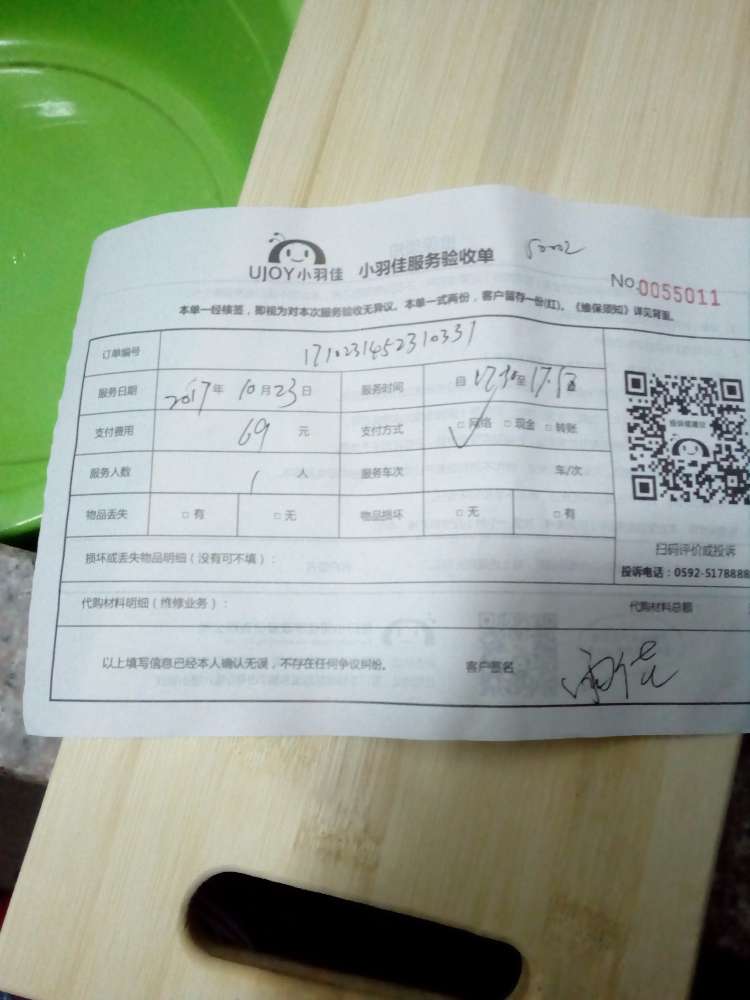 UJOY小羽佳 小羽佳服务验收单
No.0055011
本单一经续签,即视为对本次服务验收无异议。本单一式两份,客户留存一份(红)。《维保须知》详见背面。
订单编号 1710231452310331
服务日期 2017年 10月23日 服务时间 自 至
支付费用 69 元 支付方式 □网络 □现金 □转账
服务人数 1 人 服务车次 车/次
物品丢失 □有 □无 物品损坏 □无 □有
扫码评价或投诉
损坏或丢失物品明细(没有可不填):
投诉电话:0592-5178888
代购材料明细(维修业务): 代购材料总额
以上填写信息已经本人确认无误,不存在任何争议纠纷。 客户签名